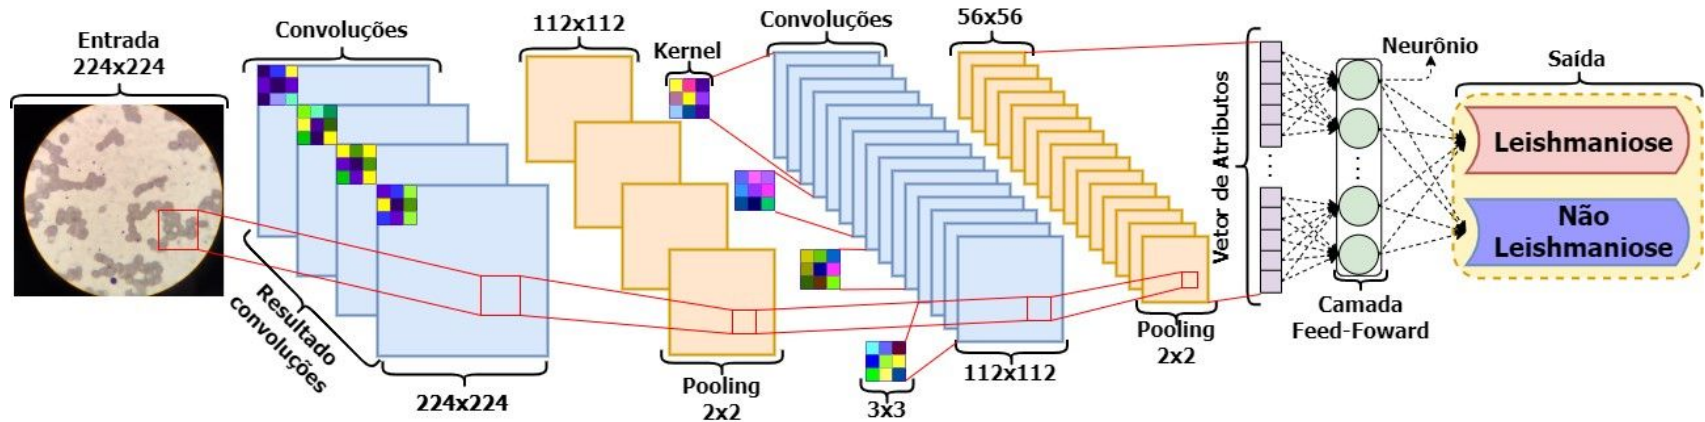 Entrada
224x224
Convoluções
Resultado
convoluções
224x224
112x112
Pooling
2x2
Kernel
Convoluções
3x3
112x112
56x56
Pooling
2x2
Vetor de Atributos
Neurônio
Camada
Feed-Foward
Saída
Leishmaniose
Não
Leishmaniose